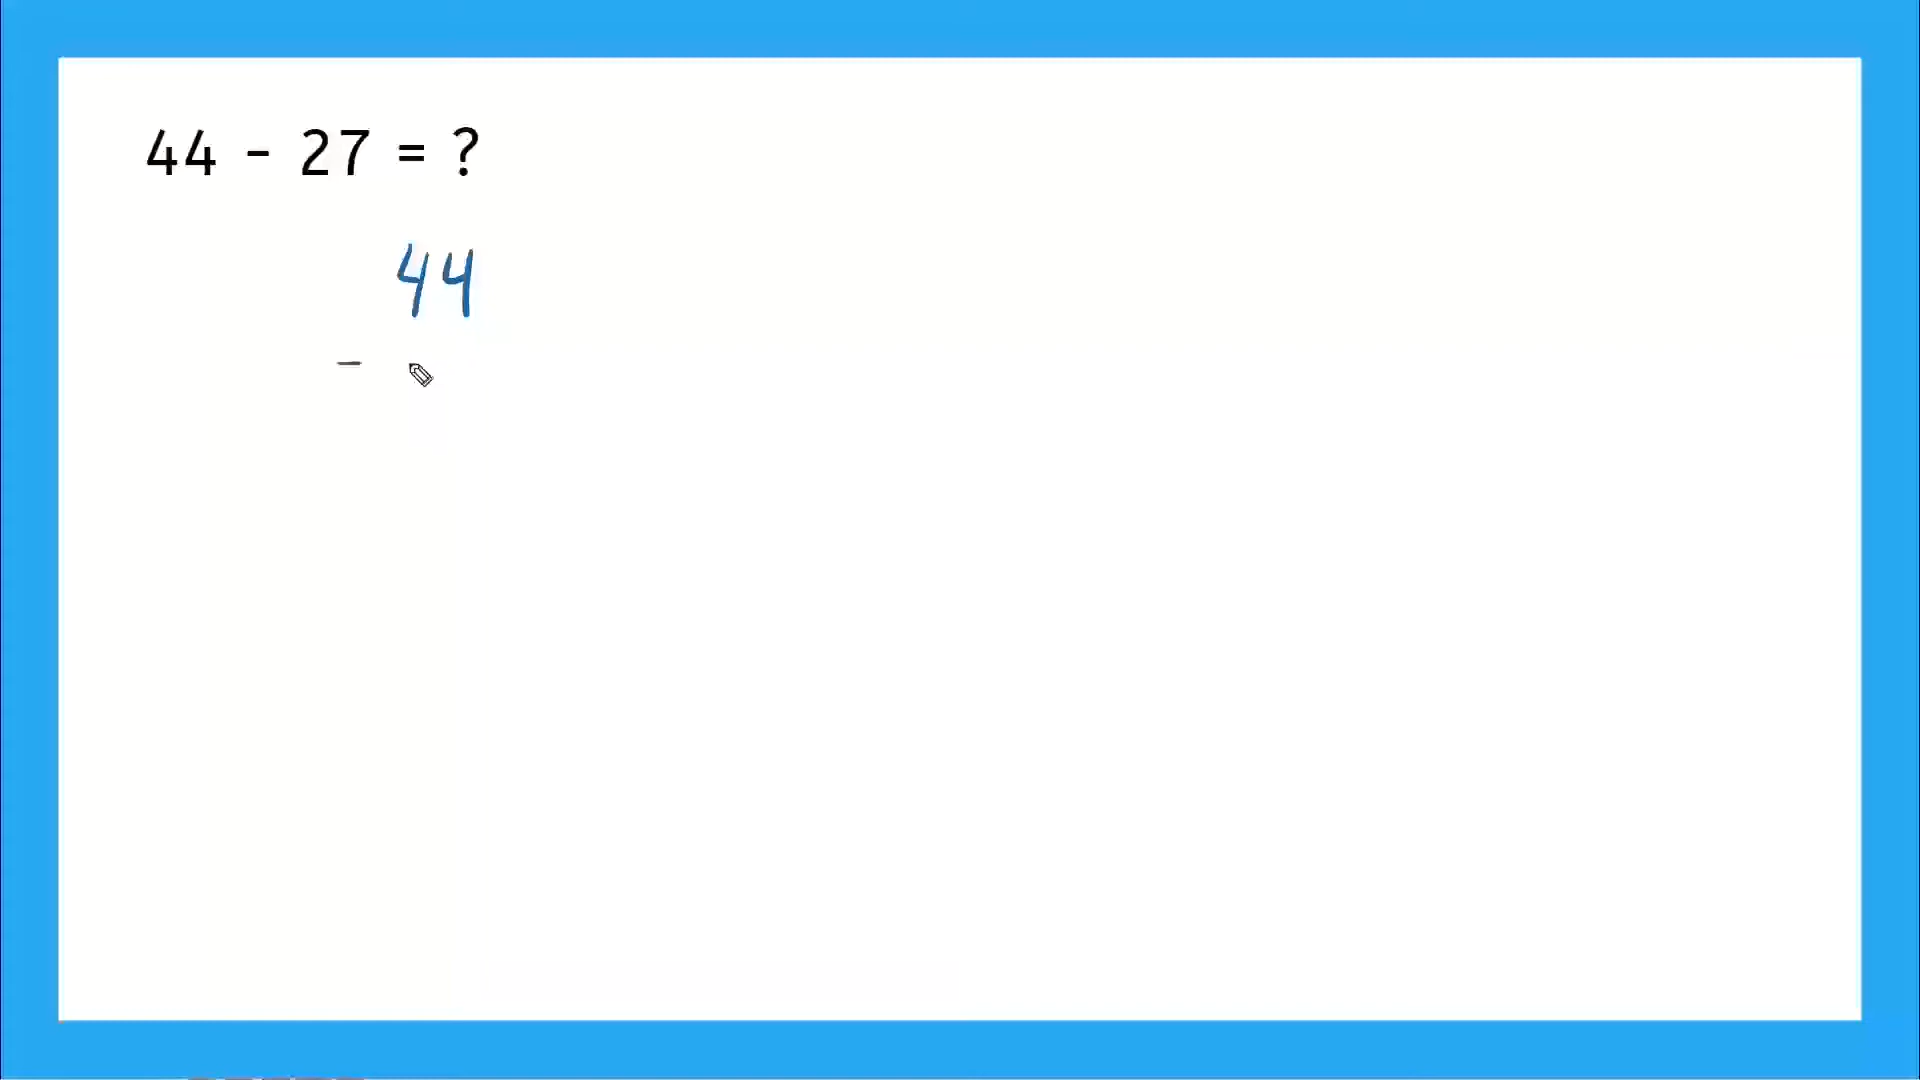 44 - 27 = ?
44
-